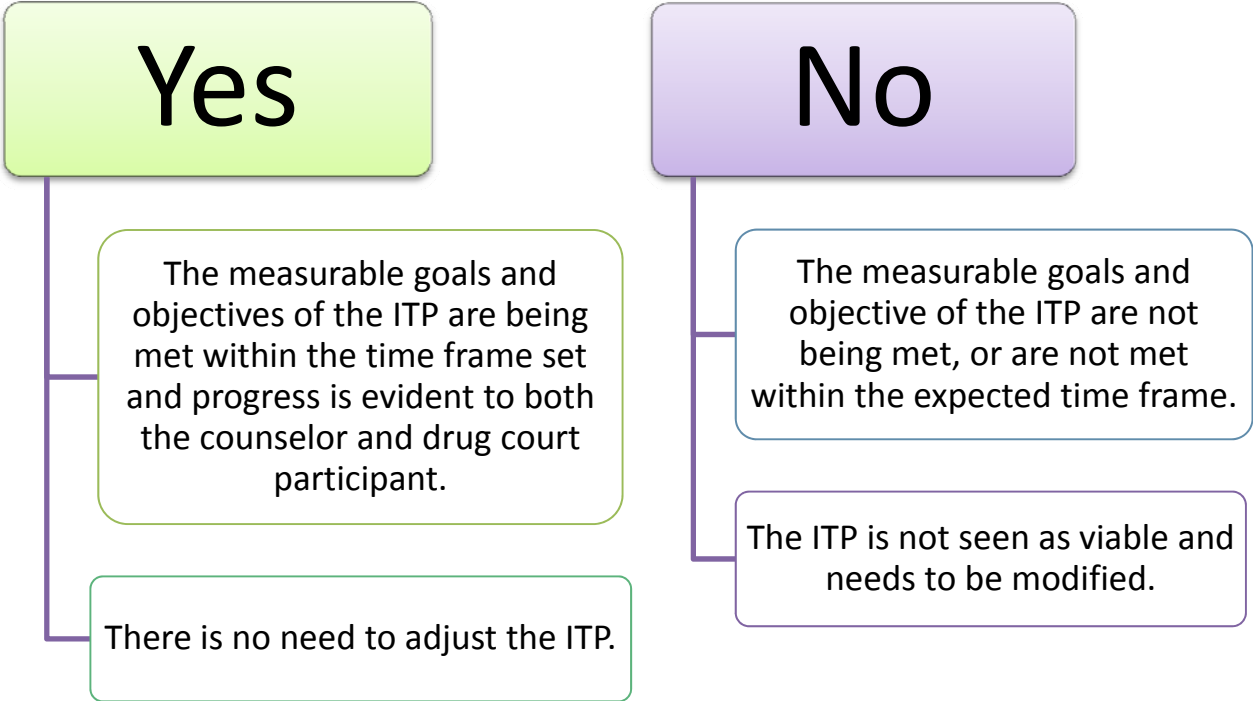 Yes
The measurable goals and
objectives of the ITP are being
met within the time frame set
and progress is evident to both
the counselor and drug court
participant.
There is no need to adjust the ITP.
No
The measurable goals and
objective of the ITP are not
being met, or are not met
within the expected time frame.
The ITP is not seen as viable and
needs to be modified.